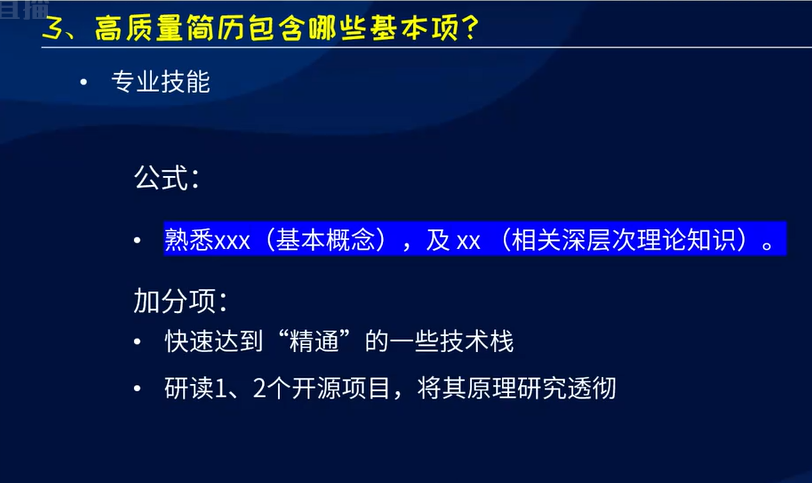 直播
3、高质量简历包含哪些基本项？
• 专业技能
公式：
• 熟悉xxx（基本概念），及 xx （相关深层次理论知识）。
加分项：
• 快速达到“精通”的一些技术栈
• 研读1、2个开源项目，将其原理研究透彻